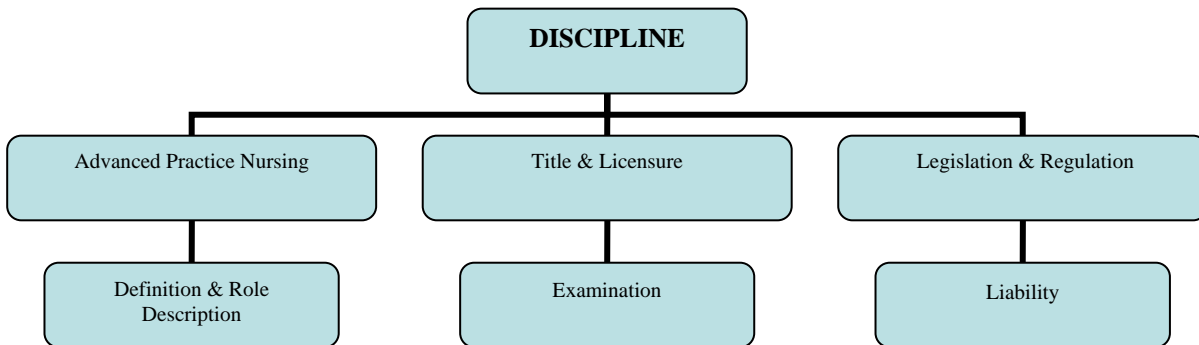 DISCIPLINE
Advanced Practice Nursing
Title & Licensure
Legislation & Regulation
Definition & Role
Description
Examination
Liability